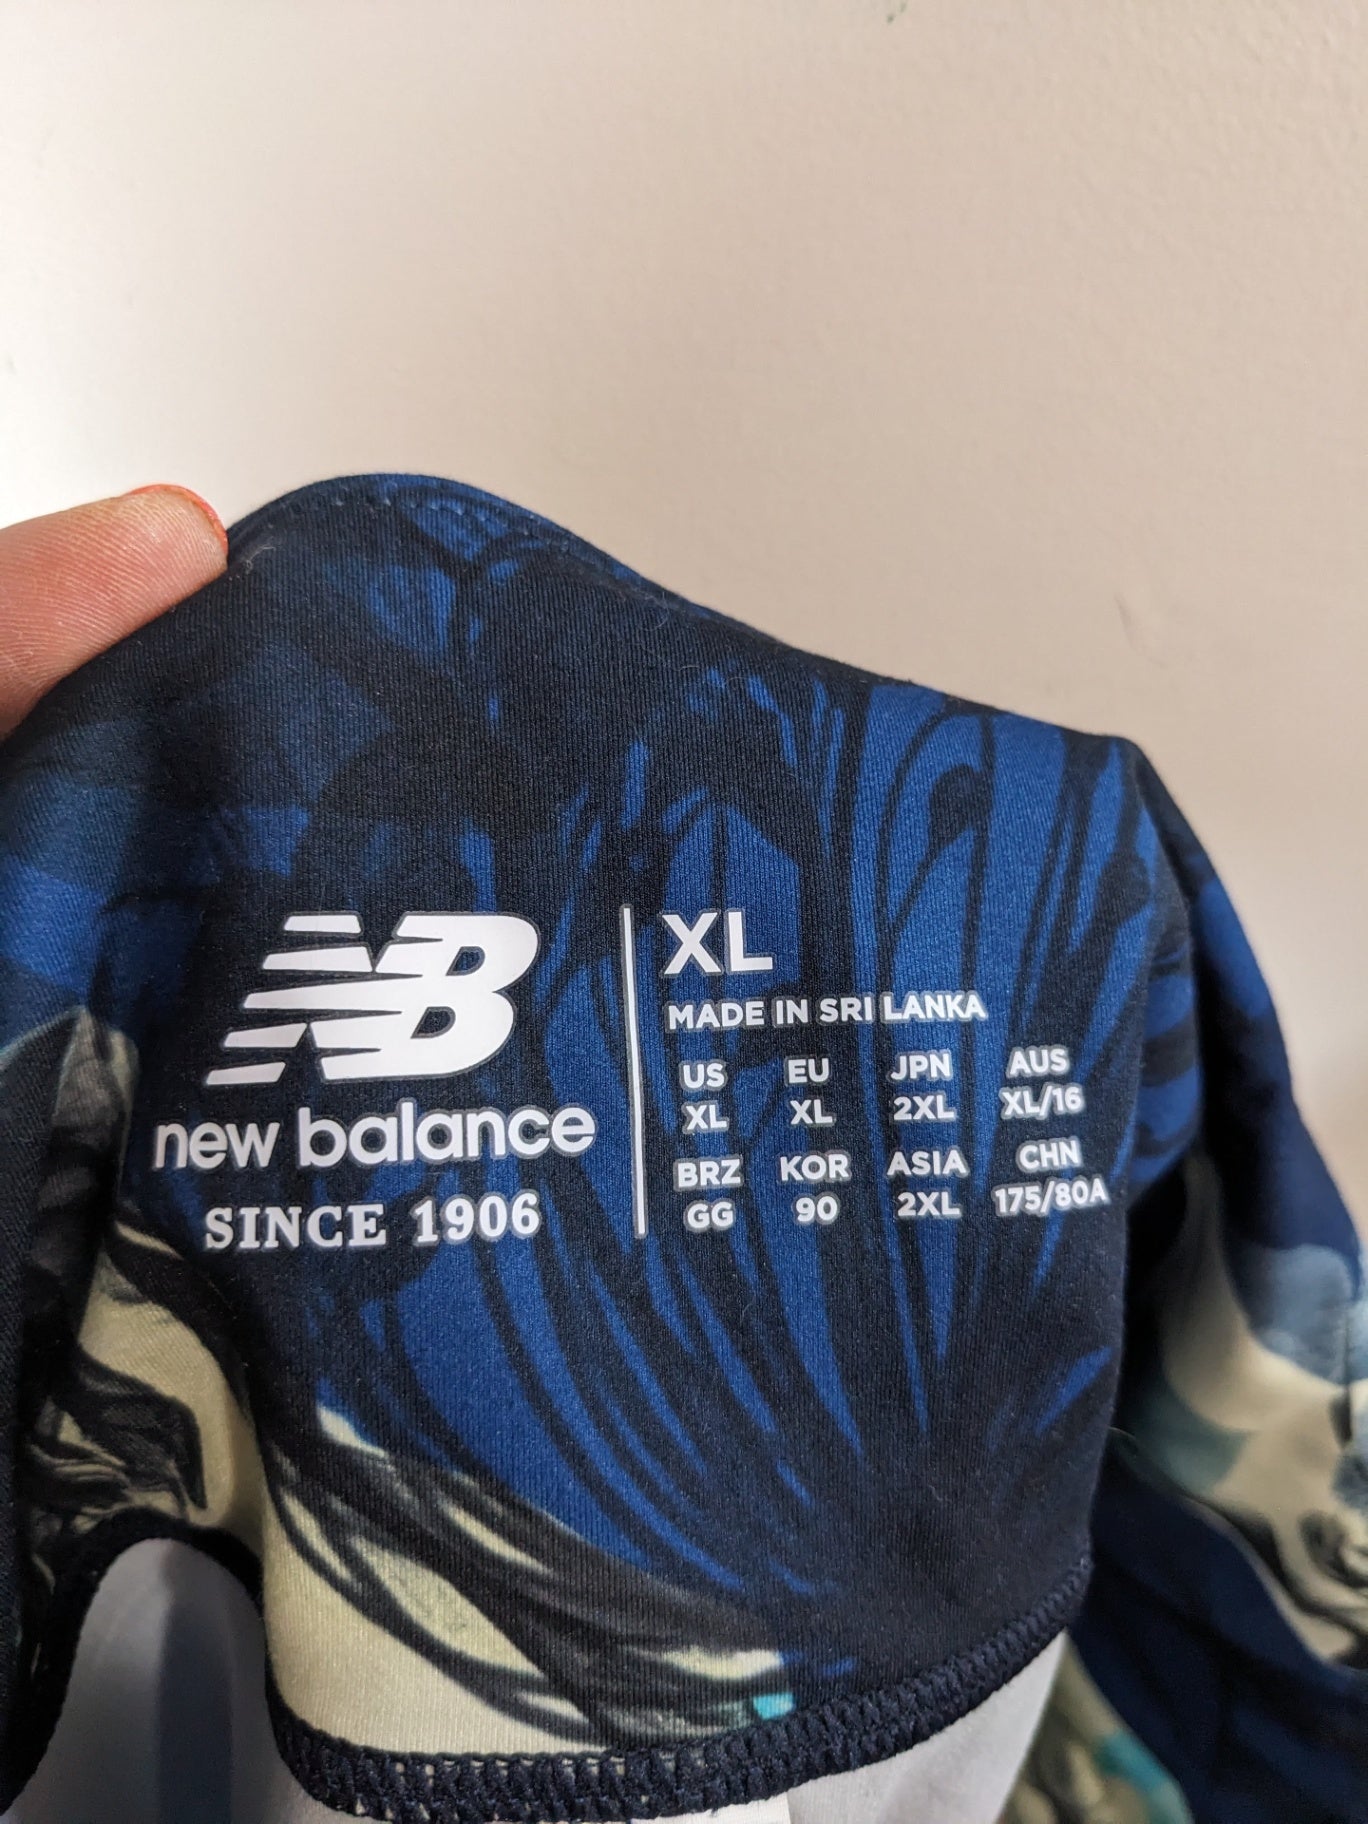 NB
new balance
SINCE 1906
XL
MADE IN SRI LANKA
US EU JPN AUS
XL XL 2XL XL/16
BRZ KOR ASIA CHN
GG 90 2XL 175/80A